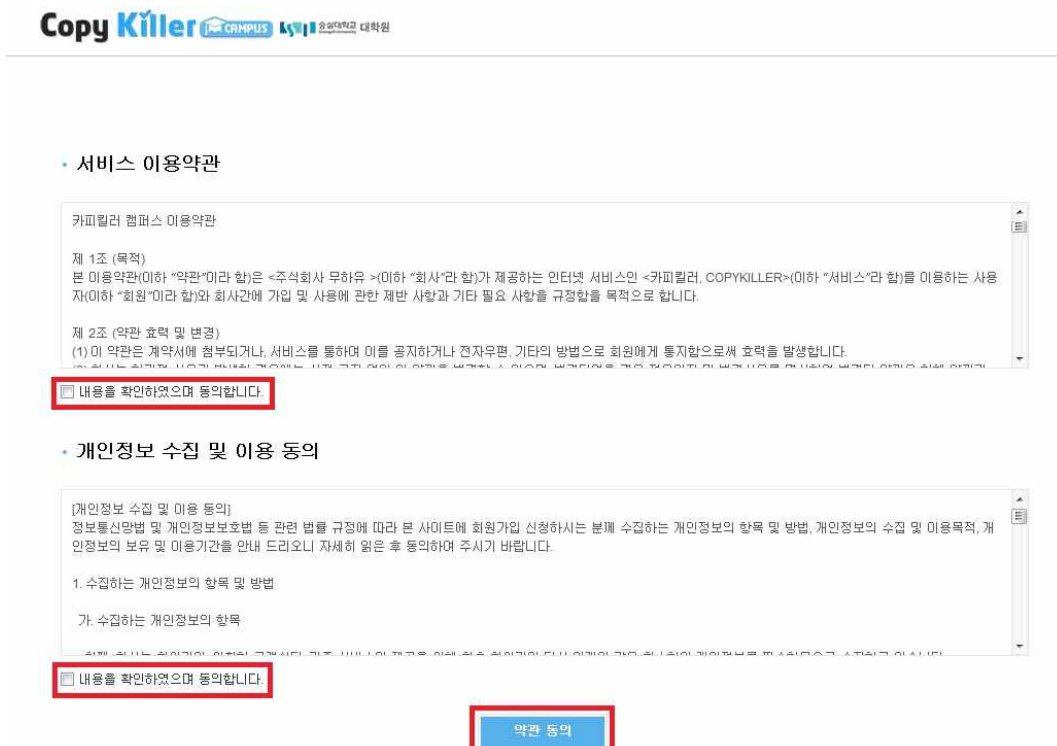 Copy Killer CAMPUS 숭실대학교 대학원
서비스 이용약관
카피킬러 캠퍼스 이용약관
제 1조 (목적)
본 이용약관(이하 "약관"이라 함)은 <주식회사 무하유 >(이하 "회사"라 함)가 제공하는 인터넷 서비스인 <카피킬러, COPYKILLER>(이하 "서비스"라 함)를 이용하는 사용
자(이하 "회원"이라 함)와 회사간에 가입 및 사용에 관한 제반 사항과 기타 필요 사항을 규정함을 목적으로 합니다.
제 2조 (약관 효력 및 변경)
(1) 이 약관은 계약서에 첨부되거나, 서비스를 통하여 이를 공지하거나 전자우편, 기타의 방법으로 회원에게 통지함으로써 효력을 발생합니다.
내용을 확인하였으며 동의합니다.
개인정보 수집 및 이용 동의
[개인정보 수집 및 이용 동의]
정보통신망법 및 개인정보보호법 등 관련 법률 규정에 따라 본 사이트에 회원가입 신청하시는 분께 수집하는 개인정보의 항목 및 방법, 개인정보의 수집 및 이용목적, 개
인정보의 보유 및 이용기간을 안내 드리오니 자세히 읽은 후 동의하여 주시기 바랍니다.
1. 수집하는 개인정보의 항목 및 방법
가. 수집하는 개인정보의 항목
내용을 확인하였으며 동의합니다.
약관 동의